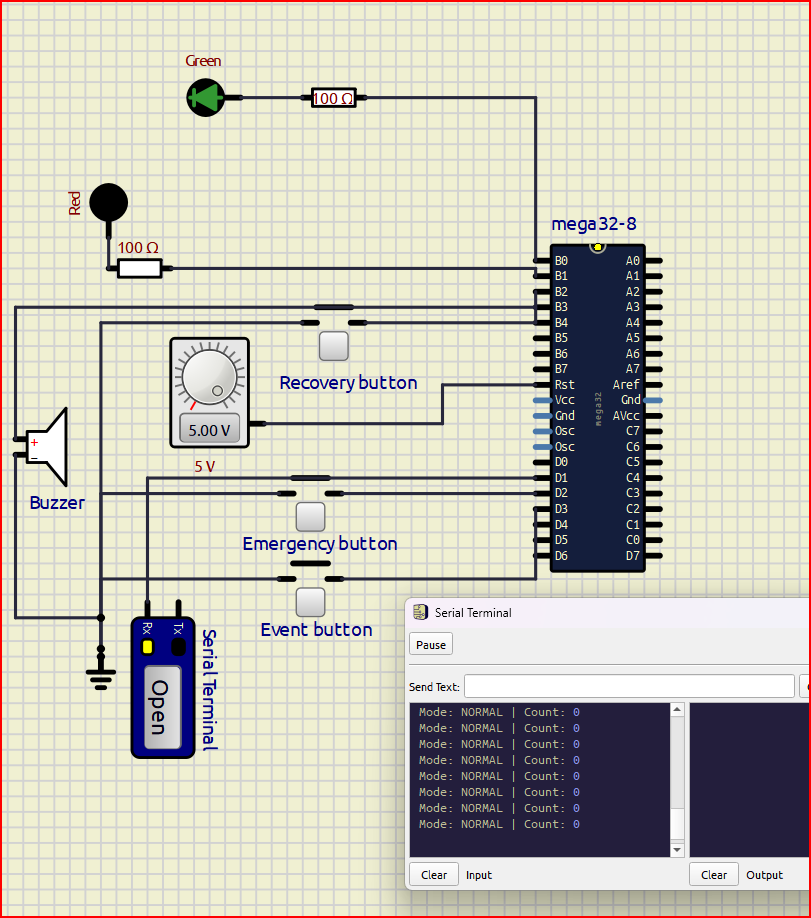 Green
100 Ω
Red
100 Ω
mega32-8
B0 A0
B1 A1
B2 A2
B3 A3
B4 A4
B5 A5
B6 A6
B7 A7
Rst Aref
Vcc Gnd
Gnd AVcc
Osc C7
Osc C6
D0 C5
D1 C4
D2 C3
D3 C2
D4 C1
D5 C0
D6 D7
mega32
Recovery button
5.00 V
5 V
+
−
Buzzer
Emergency button
Event button
Rx
Tx
Open
Serial Terminal
Serial Terminal
Pause
Send Text:
Mode: NORMAL | Count: 0
Mode: NORMAL | Count: 0
Mode: NORMAL | Count: 0
Mode: NORMAL | Count: 0
Mode: NORMAL | Count: 0
Mode: NORMAL | Count: 0
Mode: NORMAL | Count: 0
Mode: NORMAL | Count: 0
Clear Input
Clear Output